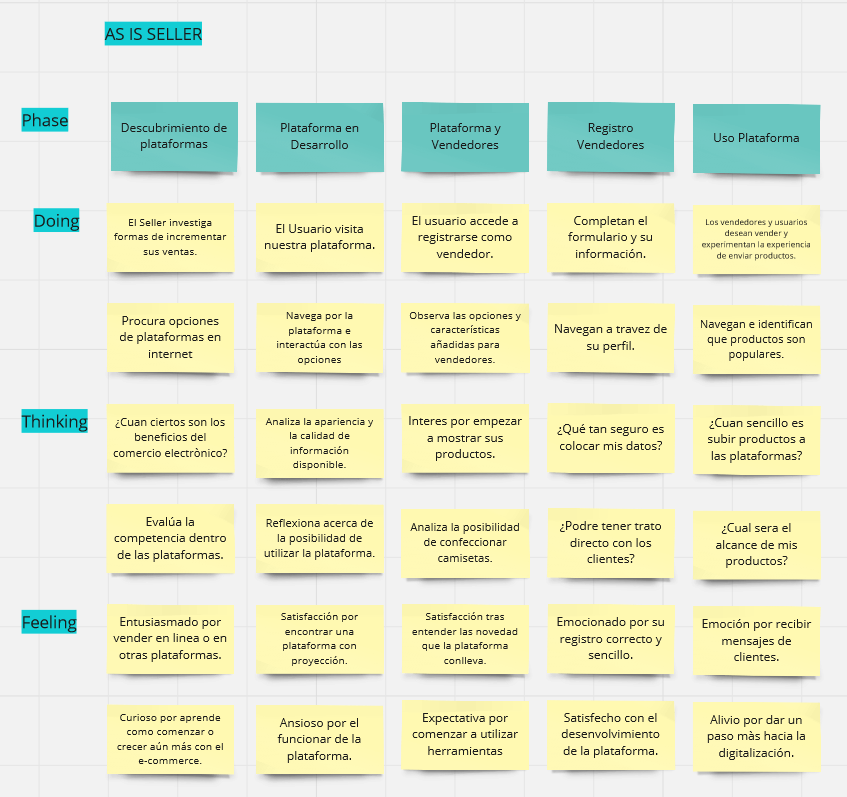 AS IS SELLER
Phase
Descubrimiento de
plataformas
Plataforma en
Desarrollo
Plataforma y
Vendedores
Registro
Vendedores
Uso Plataforma
Doing
El Seller investiga
formas de incrementar
sus ventas.
El Usuario visita
nuestra plataforma.
El usuario accede a
registrarse como
vendedor.
Completan el
formulario y su
información.
Los vendedores y usuarios
desean vender y
experimentan la experiencia
de enviar productos.
Procura opciones
de plataformas en
internet
Navega por la
plataforma e
interactúa con las
opciones
Observa las opciones y
características
añadidas para
vendedores.
Navegan a travez de
su perfil.
Navegan e identifican
que productos son
populares.
Thinking
¿Cuan ciertos son los
beneficios del
comercio electrònico?
Analiza la apariencia y
la calidad de
información
disponible.
Interes por empezar
a mostrar sus
productos.
¿Qué tan seguro es
colocar mis datos?
¿Cuan sencillo es
subir productos a
las plataformas?
Evalúa la
competencia dentro
de las plataformas.
Reflexiona acerca de
la posibilidad de
utilizar la plataforma.
Analiza la posibilidad
de confeccionar
camisetas.
¿Podre tener trato
directo con los
clientes?
¿Cual sera el
alcance de mis
productos?
Feeling
Entusiasmado por
vender en linea o en
otras plataformas.
Satisfacción por
encontrar una
plataforma con
proyección.
Satisfacción tras
entender las novedad
que la plataforma
conlleva.
Emocionado por su
registro correcto y
sencillo.
Emoción por recibir
mensajes de
clientes.
Curioso por aprende
como comenzar o
crecer aún más con el
e-commerce.
Ansioso por el
funcionar de la
plataforma.
Expectativa por
comenzar a utilizar
herramientas
Satisfecho con el
desenvolvimiento
de la plataforma.
Alivio por dar un
paso màs hacia la
digitalización.